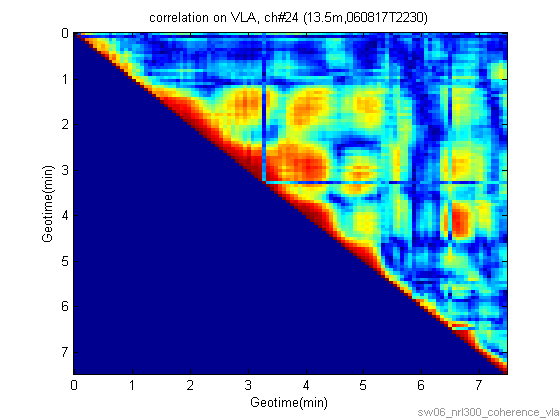 correlation on VLA, ch#24 (13.5m,060817T2230)
0
1
2
3
4
5
6
7
Geotime(min)
0 1 2 3 4 5 6 7
Geotime(min)
sw06_nrl300_coherence_vla